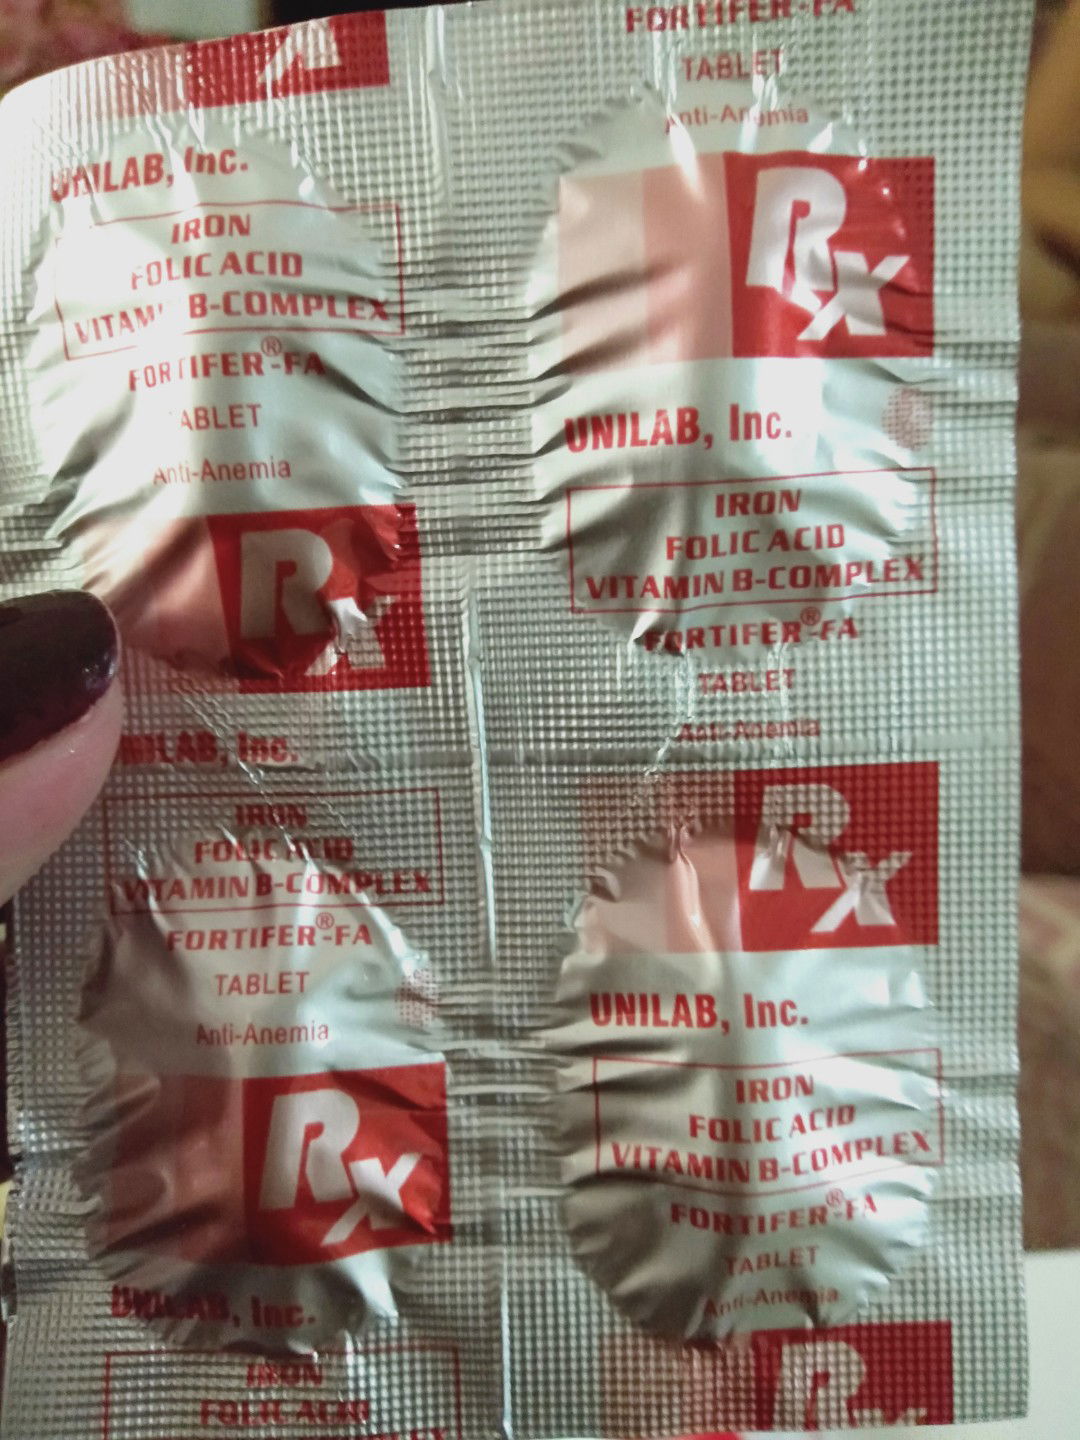 UNILAB, Inc.
IRON
FOLIC ACID
VITAMIN B-COMPLEX
FORTIFER®-FA
TABLET
Anti-Anemia
Rx
UNILAB, Inc.
IRON
FOLIC ACID
VITAMIN B-COMPLEX
FORTIFER®-FA
TABLET
Anti-Anemia
Rx
UNILAB, Inc.
IRON
FOLIC ACID
FORTIFER-FA
TABLET
Anti-Anemia
Rx
UNILAB, Inc.
IRON
FOLIC ACID
VITAMIN B-COMPLEX
FORTIFER®-FA
TABLET
Anti-Anemia
Rx
UNILAB, Inc.
IRON
FOLIC ACID
VITAMIN B-COMPLEX
FORTIFER®-FA
TABLET
Anti-Anemia
Rx